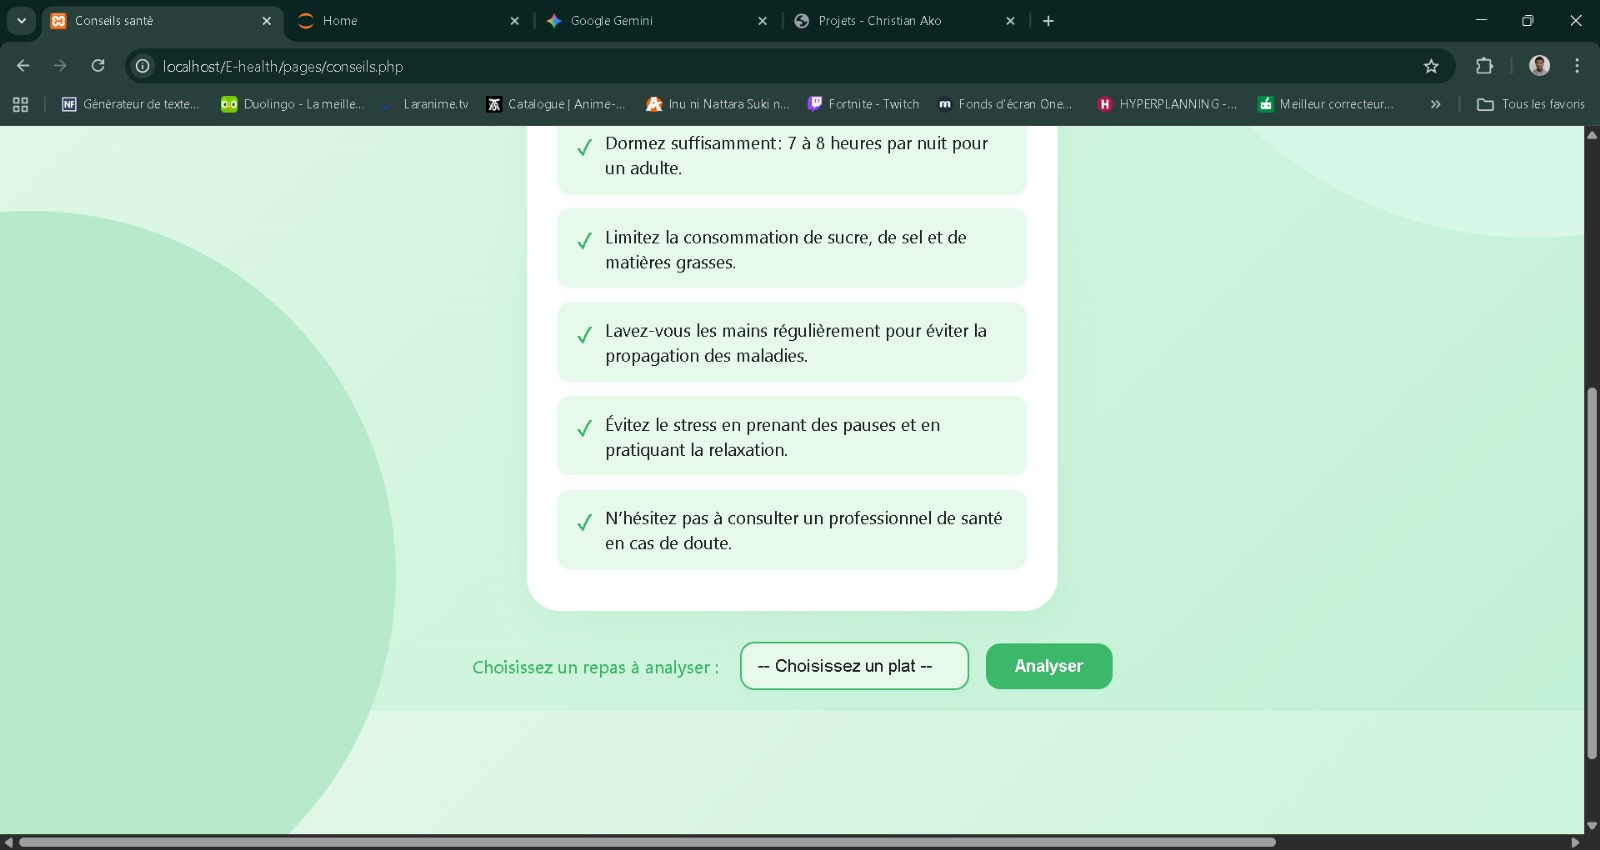 Conseils santé
Home
Google Gemini
Projets - Christian Ako
localhost/E-health/pages/conseils.php
NF
Générateur de texte...
Duolingo - La meille...
Laranime.tv
Catalogue | Anime-...
Inu ni Nattara Suki n...
Fortnite - Twitch
m
Fonds d'écran One...
H
HYPERPLANNING -...
Meilleur correcteur...
»
Tous les favoris
✓ Dormez suffisamment : 7 à 8 heures par nuit pour
un adulte.
✓ Limitez la consommation de sucre, de sel et de
matières grasses.
✓ Lavez-vous les mains régulièrement pour éviter la
propagation des maladies.
✓ Évitez le stress en prenant des pauses et en
pratiquant la relaxation.
✓ N'hésitez pas à consulter un professionnel de santé
en cas de doute.
Choisissez un repas à analyser :
-- Choisissez un plat --
Analyser